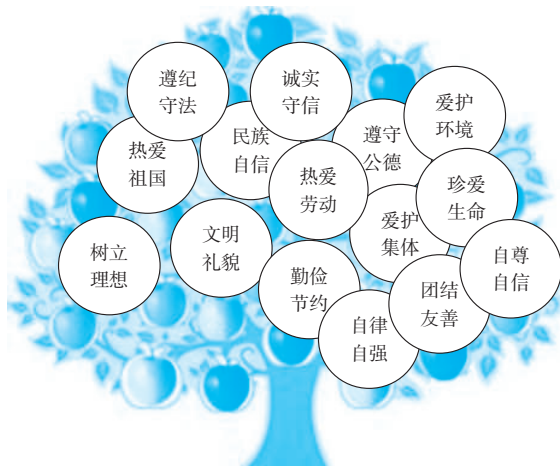 遵纪
守法
诚实
守信
爱护
环境
热爱
祖国
民族
自信
遵守
公德
热爱
劳动
珍爱
生命
树立
理想
文明
礼貌
爱护
集体
自尊
自信
勤俭
节约
团结
友善
自律
自强